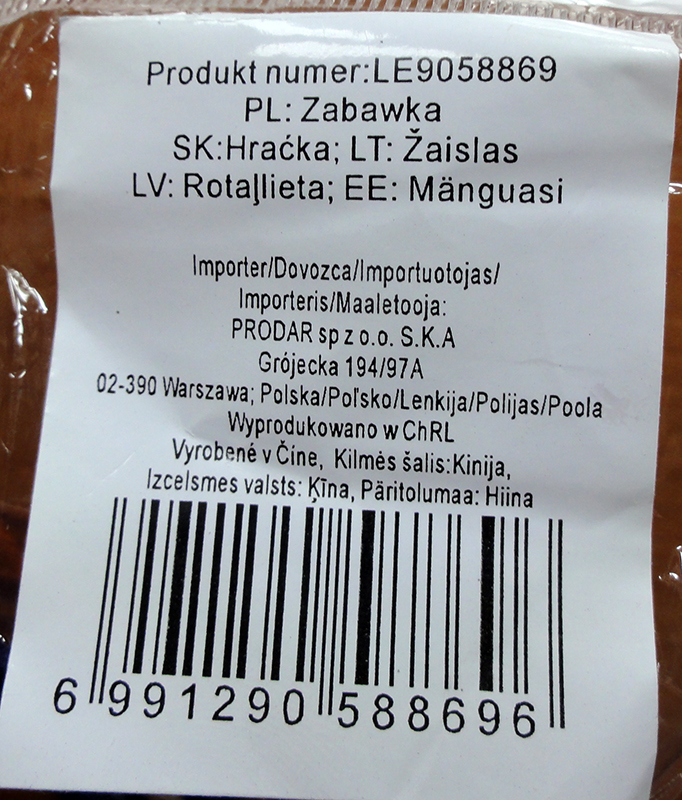 Produkt numer:LE9058869
PL: Zabawka
SK:Hraćka; LT: Žaislas
LV: Rotaļlieta; EE: Mänguasi
Importer/Dovozca/Importuotojas/
Importeris/Maaletooja:
PRODAR sp z o.o. S.K.A
Grójecka 194/97A
02-390 Warszawa; Polska/Poľsko/Lenkija/Polijas/Poola
Wyprodukowano w ChRL
Vyrobené v Číne, Kilmės šalis:Kinija,
Izcelsmes valsts: Ķīna, Päritolumaa: Hiina
6 991290 588696